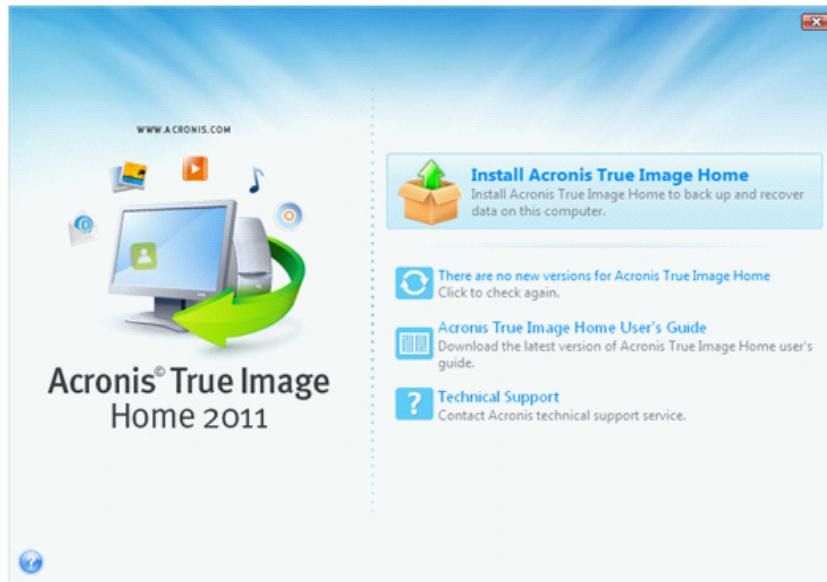 WWW.ACRONIS.COM
Acronis© True Image
Home 2011
Install Acronis True Image Home
Install Acronis True Image Home to back up and recover
data on this computer.
There are no new versions for Acronis True Image Home
Click to check again.
Acronis True Image Home User's Guide
Download the latest version of Acronis True Image Home user's
guide.
Technical Support
Contact Acronis technical support service.